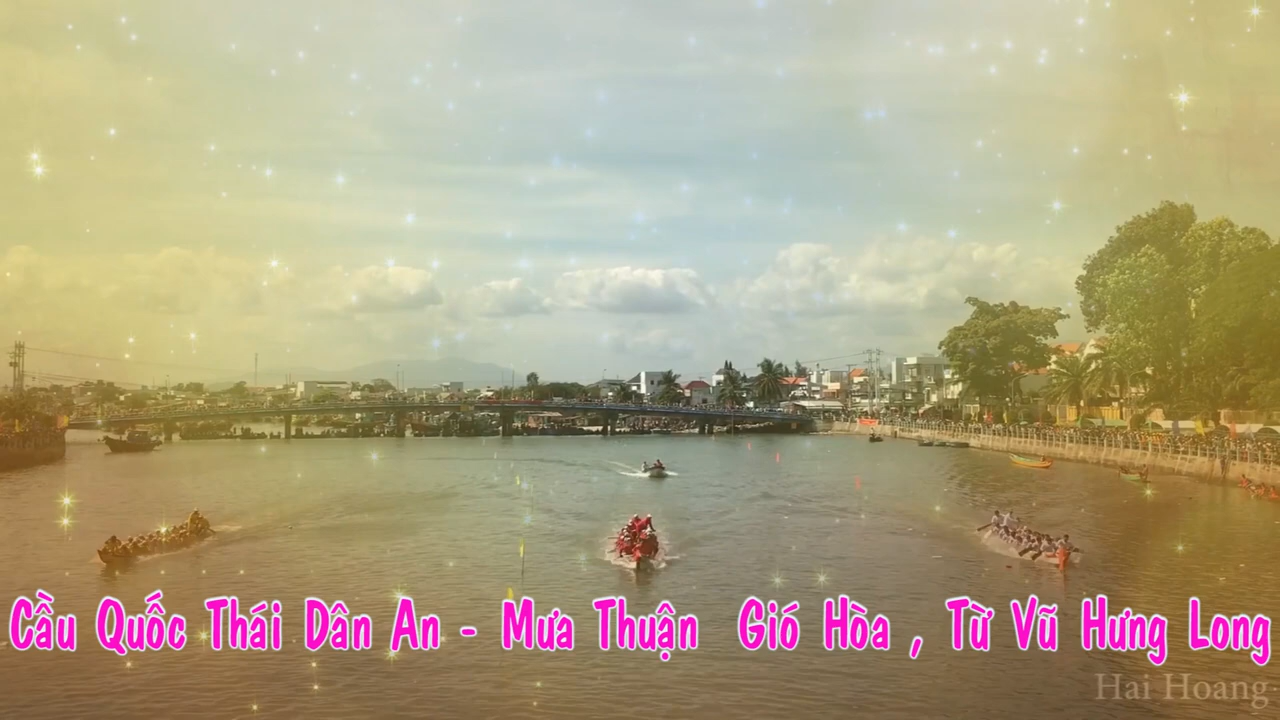 Cầu Quốc Thái Dân An - Mưa Thuận Gió Hòa , Từ Vũ Hưng Long
Hai Hoang